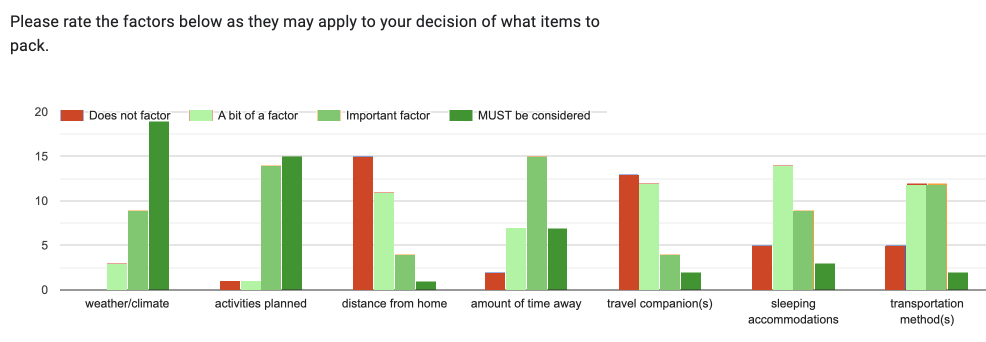 Please rate the factors below as they may apply to your decision of what items to
pack.
20
Does not factor
A bit of a factor
Important factor
MUST be considered
15
10
5
0
weather/climate
activities planned
distance from home
amount of time away
travel companion(s)
sleeping
accommodations
transportation
method(s)